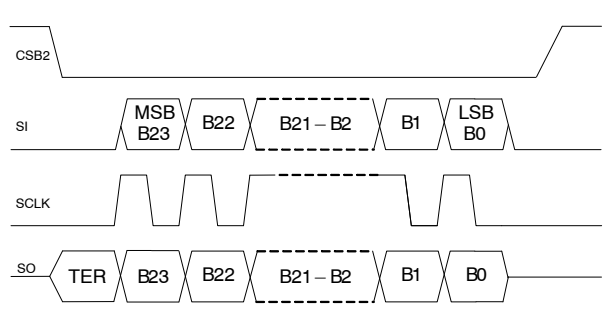 CSB2
SI
MSB
B23
B22
B21 – B2
B1
LSB
B0
SCLK
SO
TER
B23
B22
B21 – B2
B1
B0